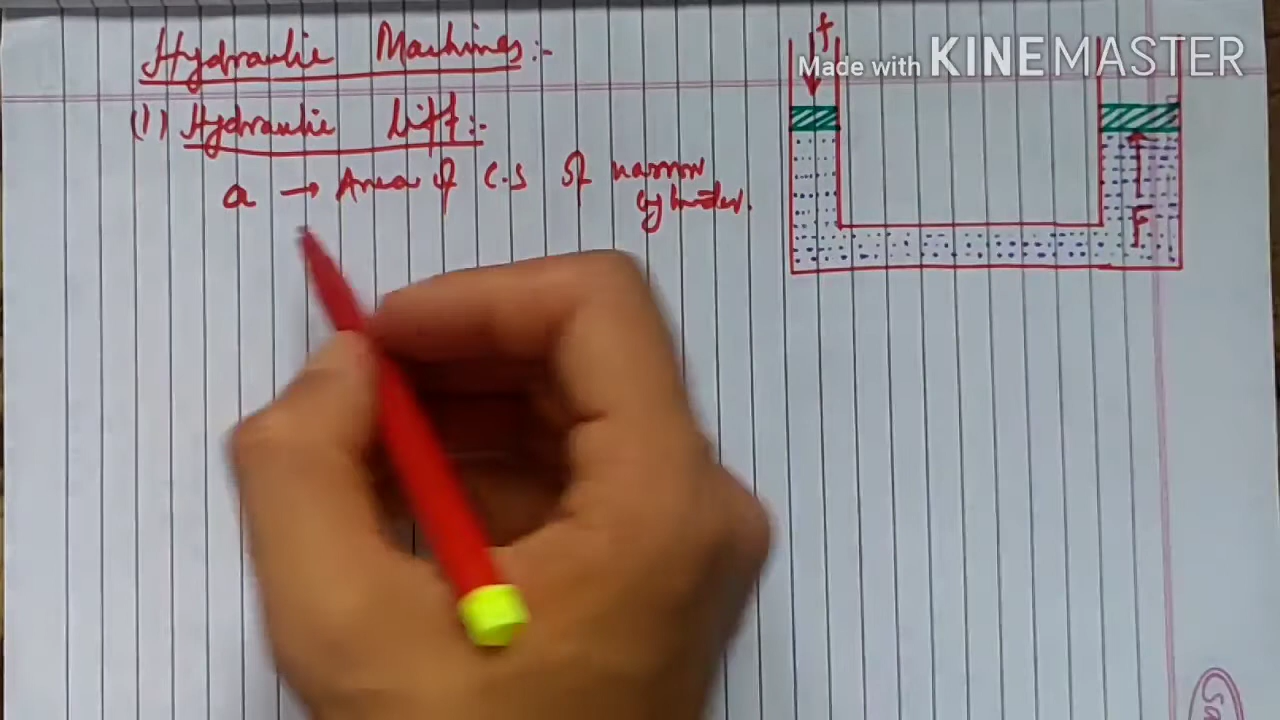 Hydraulic Machines:-
(1) Hydraulic Lift:-
a → Area of C.S of narrow
cylinder.
f
F
Made with KINEMASTER